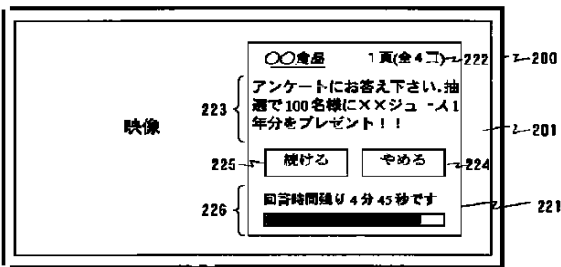 〇〇食品 1頁(全4頁) 222 200
アンケートにお答え下さい.抽
選で100名様に××ジュース1
年分をプレゼント!!
223
映像
201
225 続ける やめる 224
回答時間残り4分45秒です
226
221